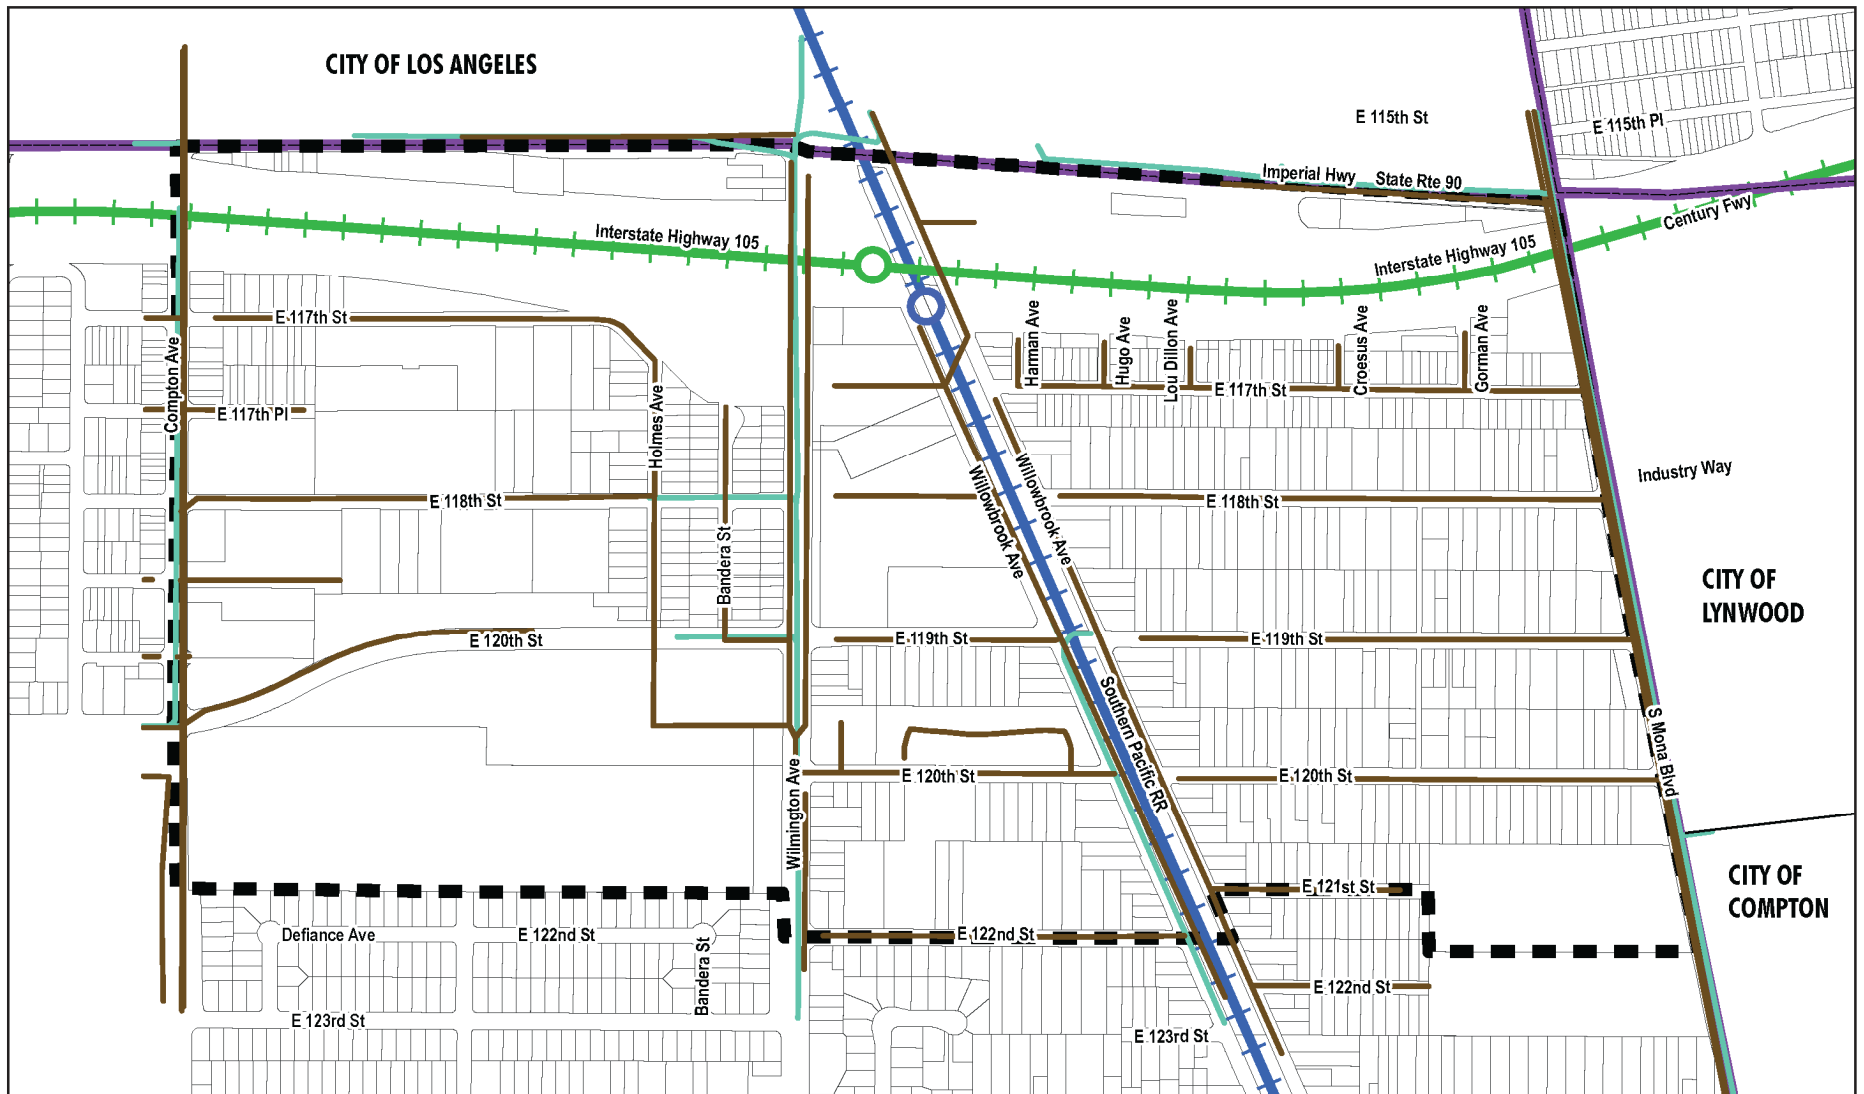 CITY OF LOS ANGELES
E 115th St
E 115th Pl
Imperial Hwy
State Rte 90
Century Fwy
Interstate Highway 105
Interstate Highway 105
E 117th St
Compton Ave
Harman Ave
Hugo Ave
Lou Dillon Ave
Croesus Ave
Gorman Ave
E 117th St
E 117th Pl
Holmes Ave
Willowbrook Ave
Willowbrook Ave
Industry Way
E 118th St
E 118th St
Bandera St
CITY OF
LYNWOOD
E 120th St
E 119th St
E 119th St
Southern Pacific RR
S Mona Blvd
Wilmington Ave
E 120th St
E 120th St
CITY OF
COMPTON
E 121st St
Defiance Ave
E 122nd St
E 122nd St
Bandera St
E 122nd St
E 123rd St
E 123rd St